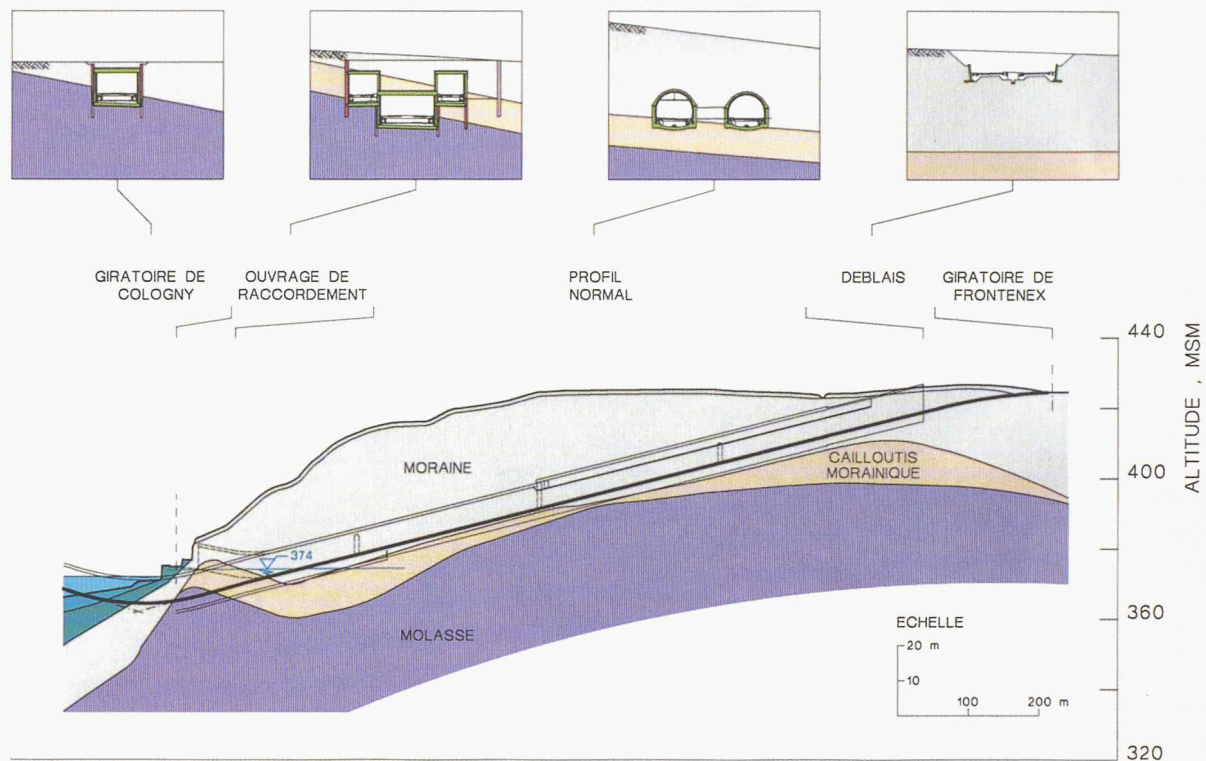 GIRATOIRE DE
COLOGNY
OUVRAGE DE
RACCORDEMENT
PROFIL
NORMAL
DEBLAIS
GIRATOIRE DE
FRONTENEX
440
400
360
320
ALTITUDE , MSM
MORAINE
CAILLOUTIS
MORAINIQUE
374
MOLASSE
ECHELLE
20 m
10
100
200 m